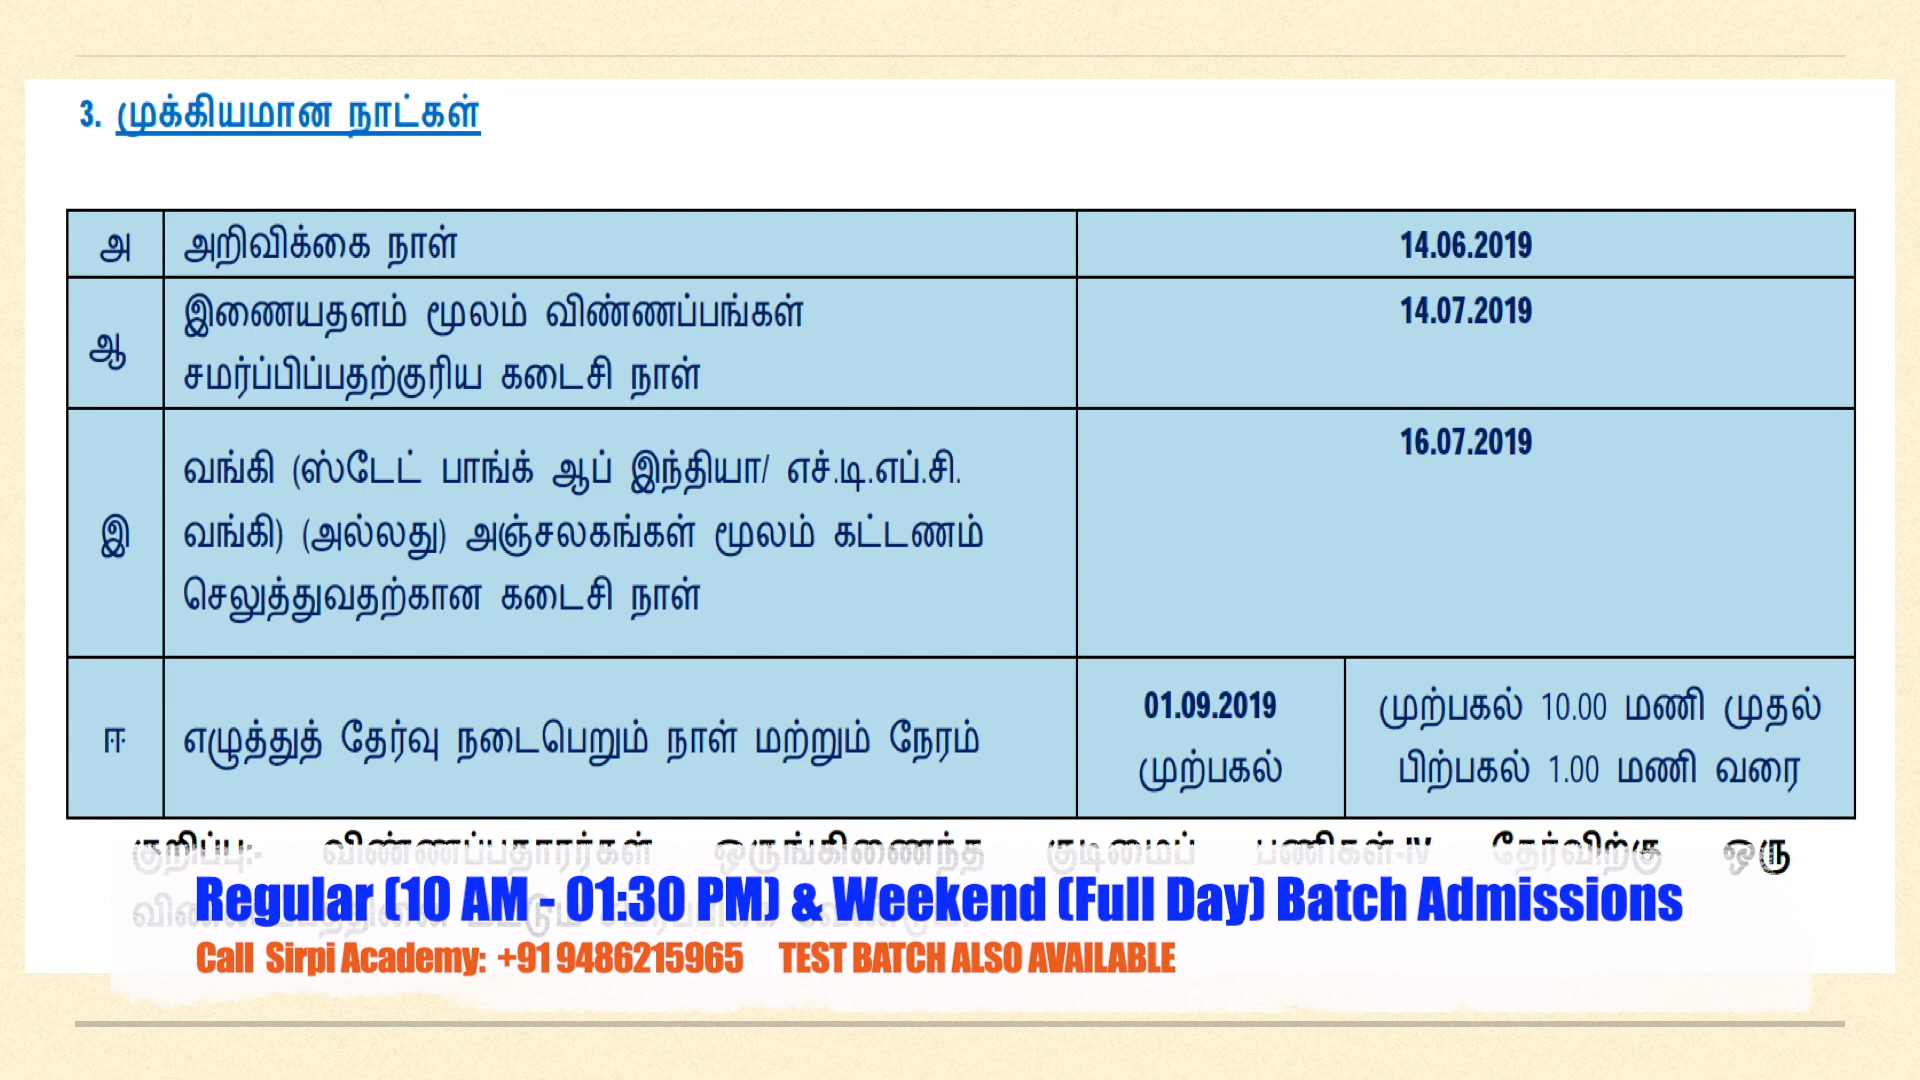 3. முக்கியமான நாட்கள்
அ அறிவிக்கை நாள் 14.06.2019
ஆ இணையதளம் மூலம் விண்ணப்பங்கள் 14.07.2019
சமர்ப்பிப்பதற்குரிய கடைசி நாள்
இ வங்கி (ஸ்டேட் பாங்க் ஆப் இந்தியா/ எச்.டி.எப்.சி. 16.07.2019
வங்கி) (அல்லது) அஞ்சலகங்கள் மூலம் கட்டணம்
செலுத்துவதற்கான கடைசி நாள்
ஈ எழுத்துத் தேர்வு நடைபெறும் நாள் மற்றும் நேரம் 01.09.2019 முற்பகல் முற்பகல் 10.00 மணி முதல்
பிற்பகல் 1.00 மணி வரை
குறிப்பு:- விண்ணப்பதாரர்கள் ஒருங்கிணைந்த குடிமைப் பணிகள்-IV தேர்விற்கு ஒரு
Regular (10 AM - 01:30 PM) & Weekend (Full Day) Batch Admissions
Call Sirpi Academy: +91 9486215965 TEST BATCH ALSO AVAILABLE